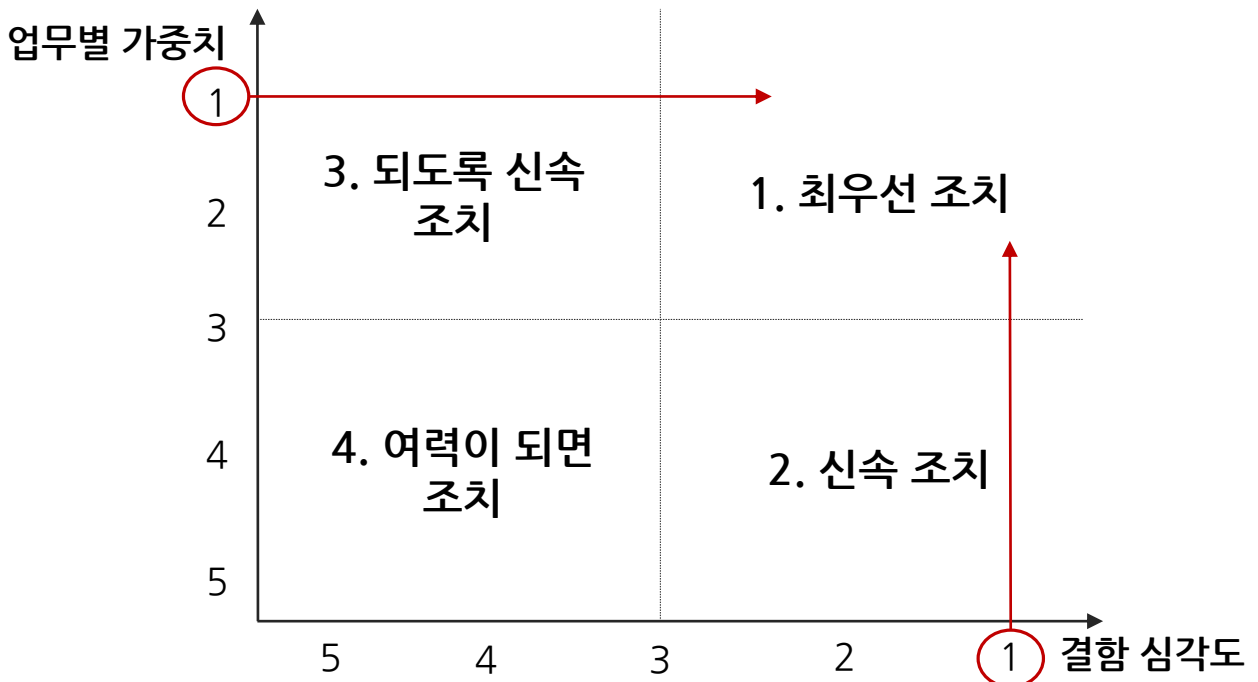 업무별 가중치
1
3. 되도록 신속
조치
1. 최우선 조치
2
3
4. 여력이 되면
조치
2. 신속 조치
4
5
5
4
3
2
1
결함 심각도